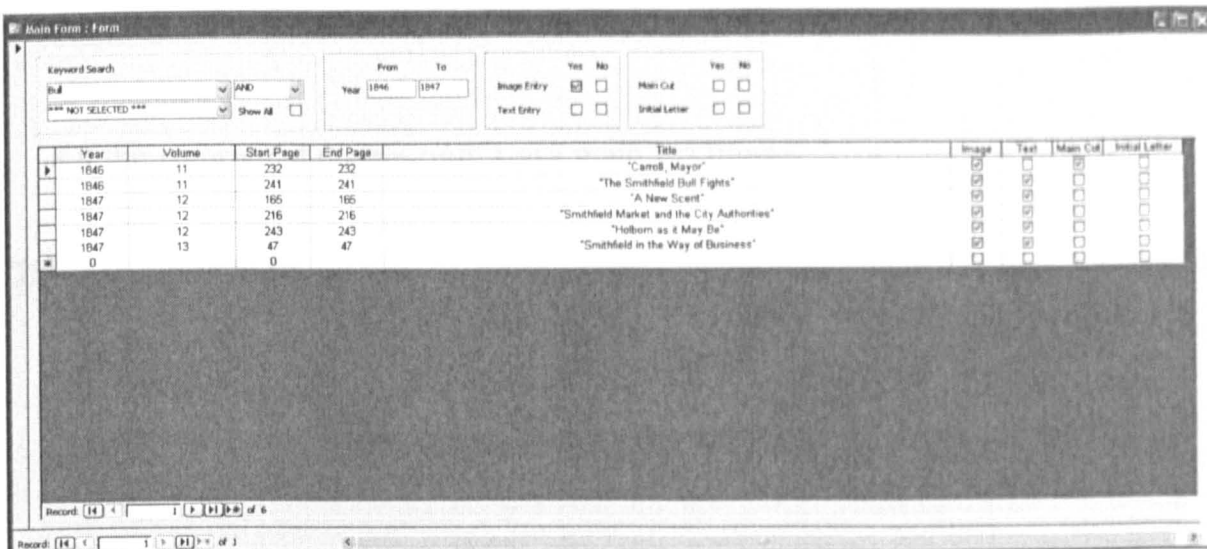 Main Form : Form
Keyword Search
Bull AND
*** NOT SELECTED *** Show All
From To
Year 1846 1847
Yes No
Image Entry
Text Entry
Yes No
Main Cut
Initial Letter
Year Volume Start Page End Page Title Image Text Main Cut Initial Letter
1846 11 232 232 "Carroll, Mayor"
1846 11 241 241 "The Smithfield Bull Fights"
1847 12 165 165 "A New Scent"
1847 12 216 216 "Smithfield Market and the City Authorities"
1847 12 243 243 "Holborn as it May Be"
1847 13 47 47 "Smithfield in the Way of Business"
0 0
Record: 1 of 6
Record: 1 of 1